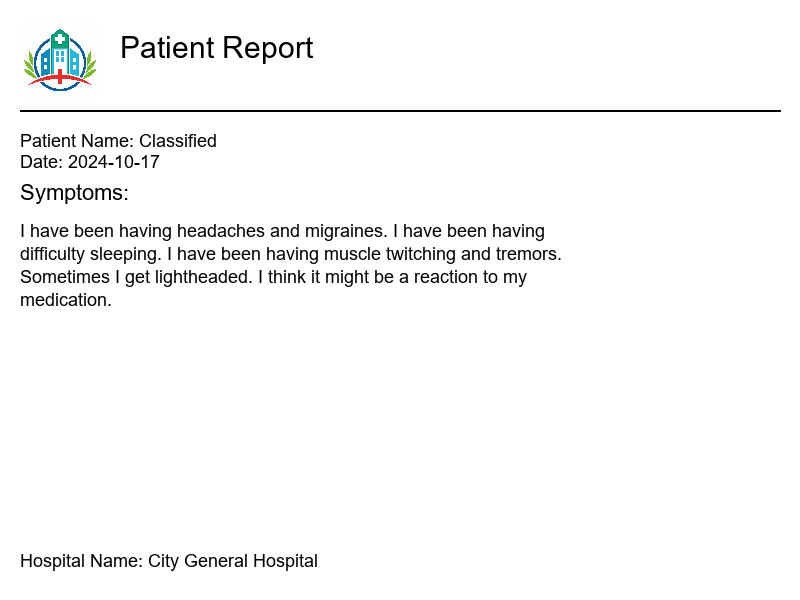 Patient Report
Patient Name: Classified
Date: 2024-10-17
Symptoms:
I have been having headaches and migraines. I have been having
difficulty sleeping. I have been having muscle twitching and tremors.
Sometimes I get lightheaded. I think it might be a reaction to my
medication.
Hospital Name: City General Hospital